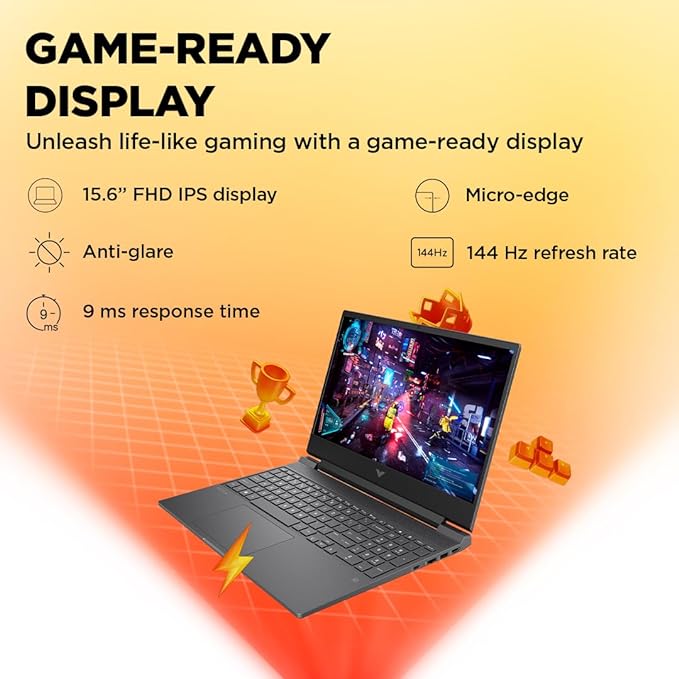 GAME-READY
DISPLAY
Unleash life-like gaming with a game-ready display
15.6” FHD IPS display
Micro-edge
Anti-glare
144Hz
144 Hz refresh rate
9
ms
9 ms response time